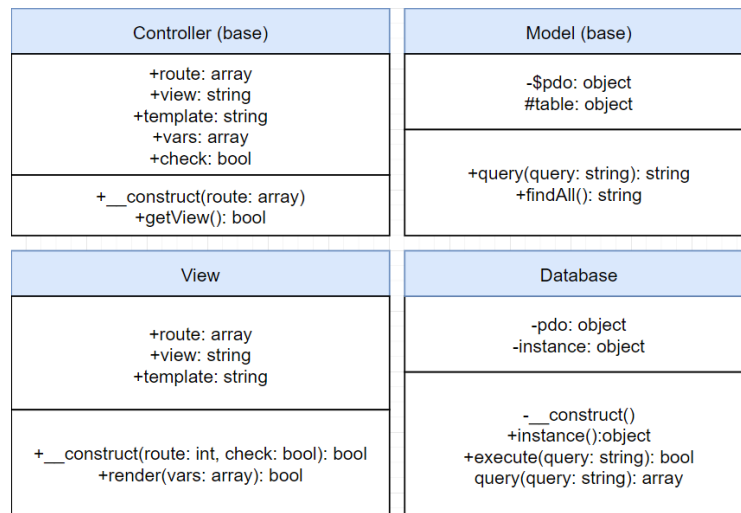 Controller (base)
+route: array
+view: string
+template: string
+vars: array
+check: bool
+__construct(route: array)
+getView(): bool
Model (base)
-$pdo: object
#table: object
+query(query: string): string
+findAll(): string
View
+route: array
+view: string
+template: string
+__construct(route: int, check: bool): bool
+render(vars: array): bool
Database
-pdo: object
-instance: object
-__construct()
+instance():object
+execute(query: string): bool
query(query: string): array